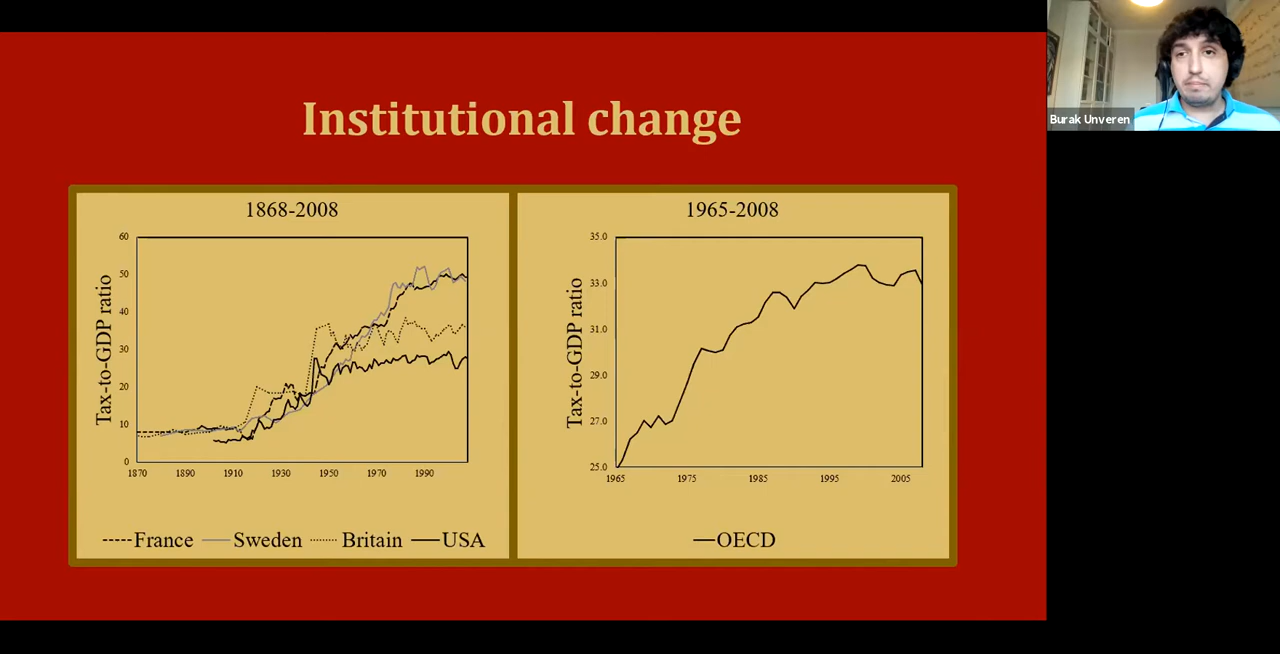 Burak Unveren
Institutional change
1868-2008
60
50
40
30
20
10
0
Tax-to-GDP ratio
1870 1890 1910 1930 1950 1970 1990
France Sweden Britain USA
1965-2008
35.0
33.0
31.0
29.0
27.0
25.0
Tax-to-GDP ratio
1965 1975 1985 1995 2005
OECD